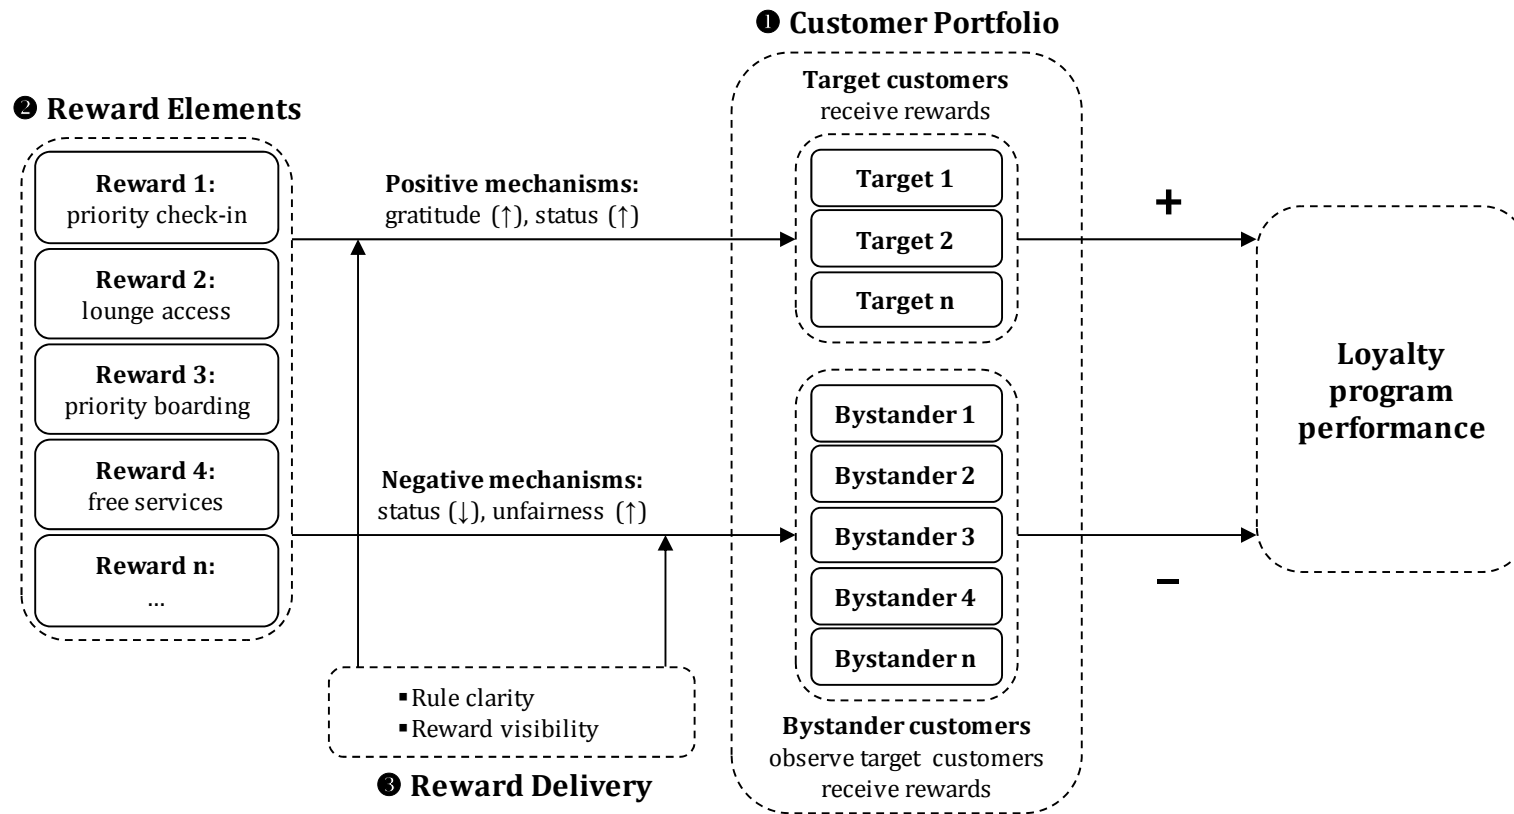 ❶ Customer Portfolio
Target customers
receive rewards
❷ Reward Elements
Reward 1:
priority check-in
Reward 2:
lounge access
Reward 3:
priority boarding
Reward 4:
free services
Reward n:
...
Positive mechanisms:
gratitude (↑), status (↑)
Negative mechanisms:
status (↓), unfairness (↑)
▪ Rule clarity
▪ Reward visibility
❸ Reward Delivery
Target 1
Target 2
Target n
Bystander 1
Bystander 2
Bystander 3
Bystander 4
Bystander n
Bystander customers
observe target customers
receive rewards
+
–
Loyalty
program
performance